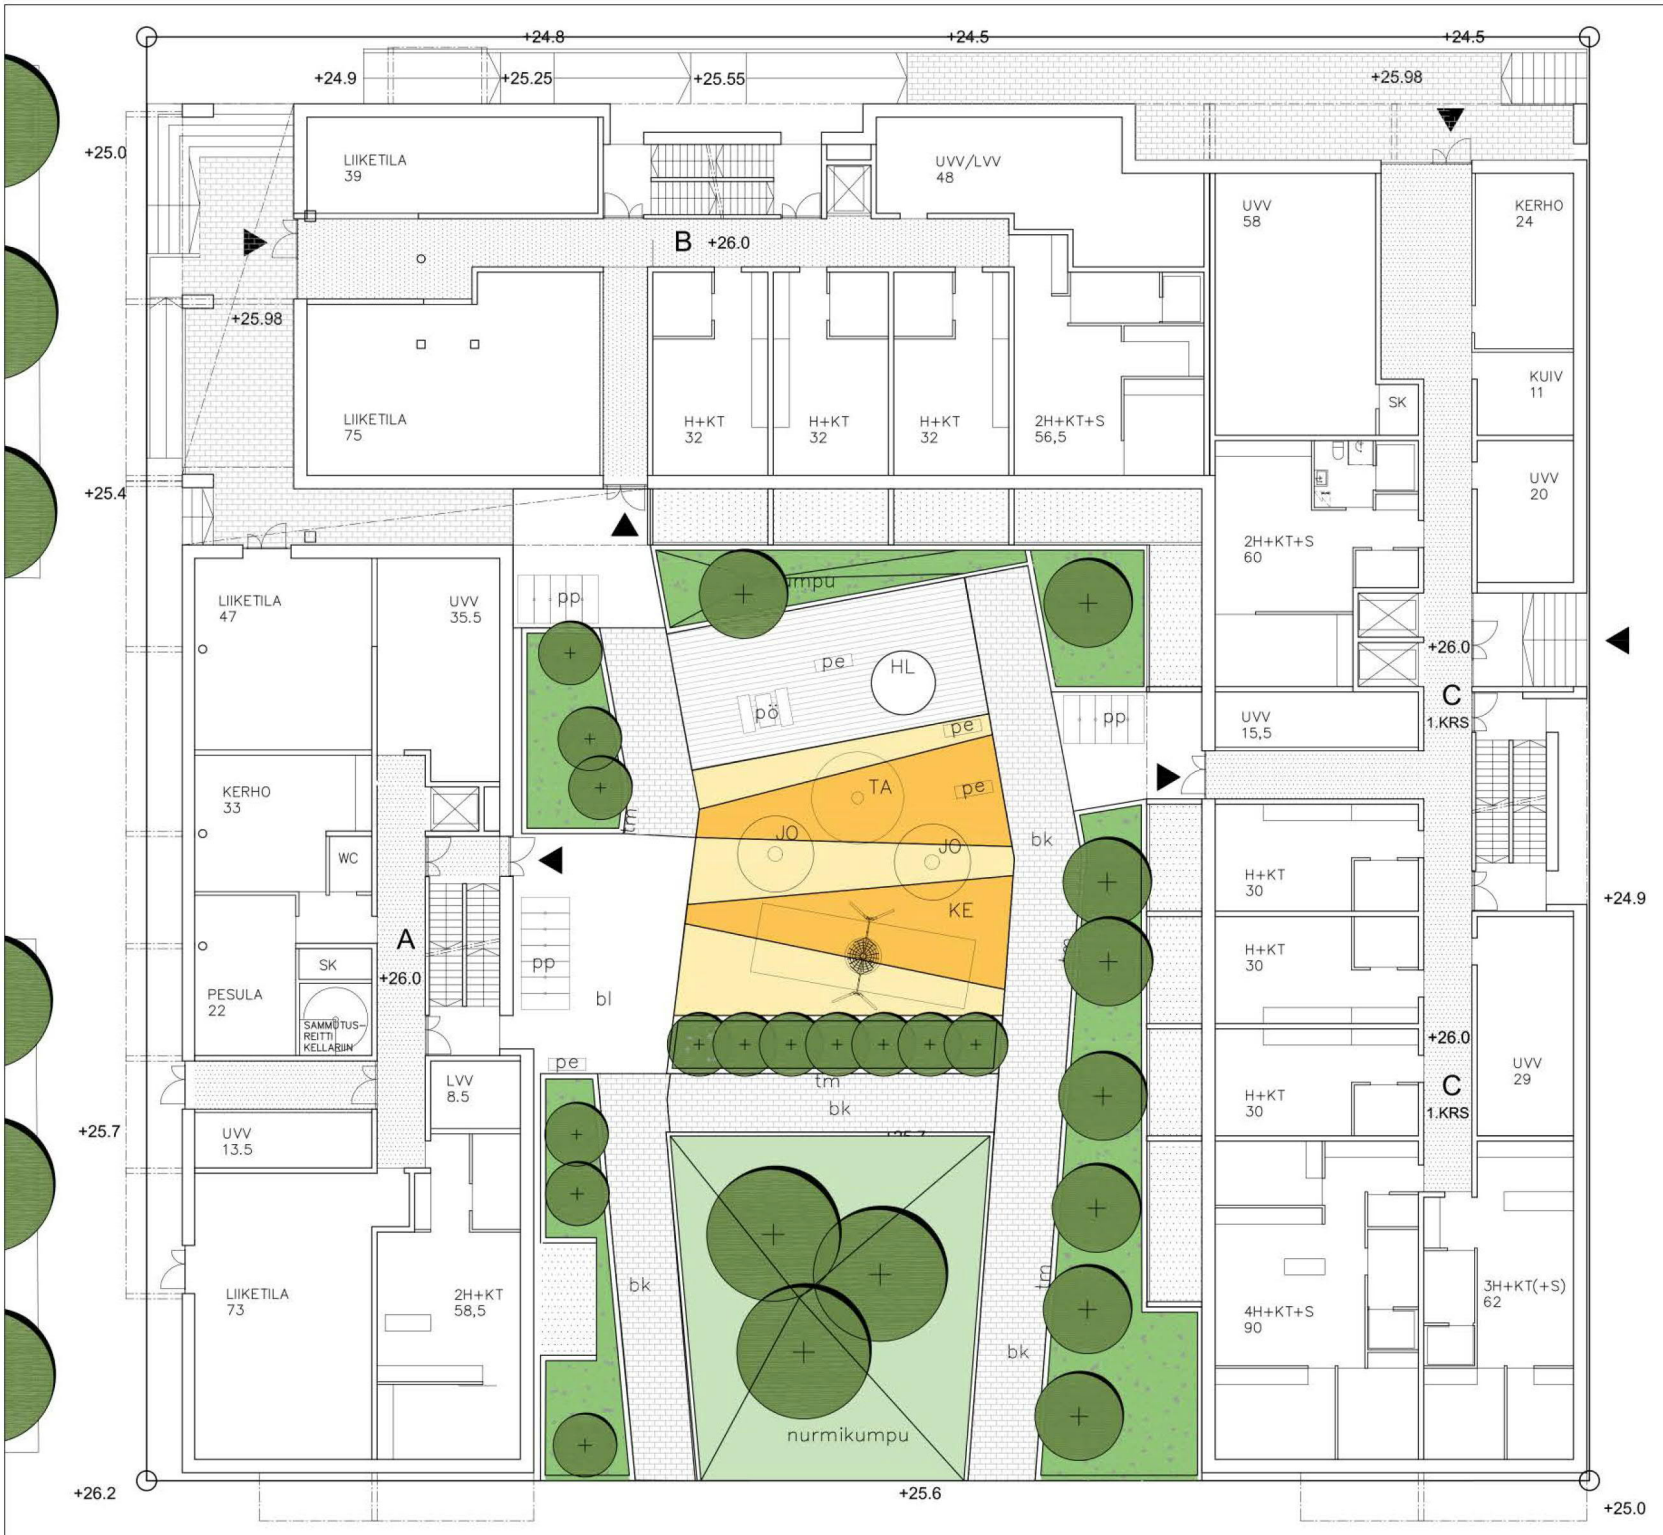 +24.8
+24.5
+24.5
+24.9
+25.25
+25.55
+25.98
+25.0
LIIKETILA
39
UVV/LVV
48
UVV
58
KERHO
24
B +26.0
+25.98
LIIKETILA
75
H+KT
32
H+KT
32
H+KT
32
2H+KT+S
56,5
SK
KUIV
11
+25.4
UVV
20
2H+KT+S
60
LIIKETILA
47
UVV
35.5
pp
pe
HL
pö
pe
pp
+26.0
C
1.KRS
UVV
15,5
KERHO
33
TA
pe
tm
JO
JO
bk
WC
H+KT
30
KE
+24.9
A
+26.0
SK
pp
bl
H+KT
30
PESULA
22
SAMMUTUS-
REITTI
KELLARIIN
pe
LVV
8.5
tm
bk
+26.0
C
1.KRS
UVV
29
H+KT
30
+25.7
UVV
13.5
LIIKETILA
73
2H+KT
58,5
bk
tm
bk
4H+KT+S
90
3H+KT(+S)
62
nurmikumpu
+26.2
+25.6
+25.0